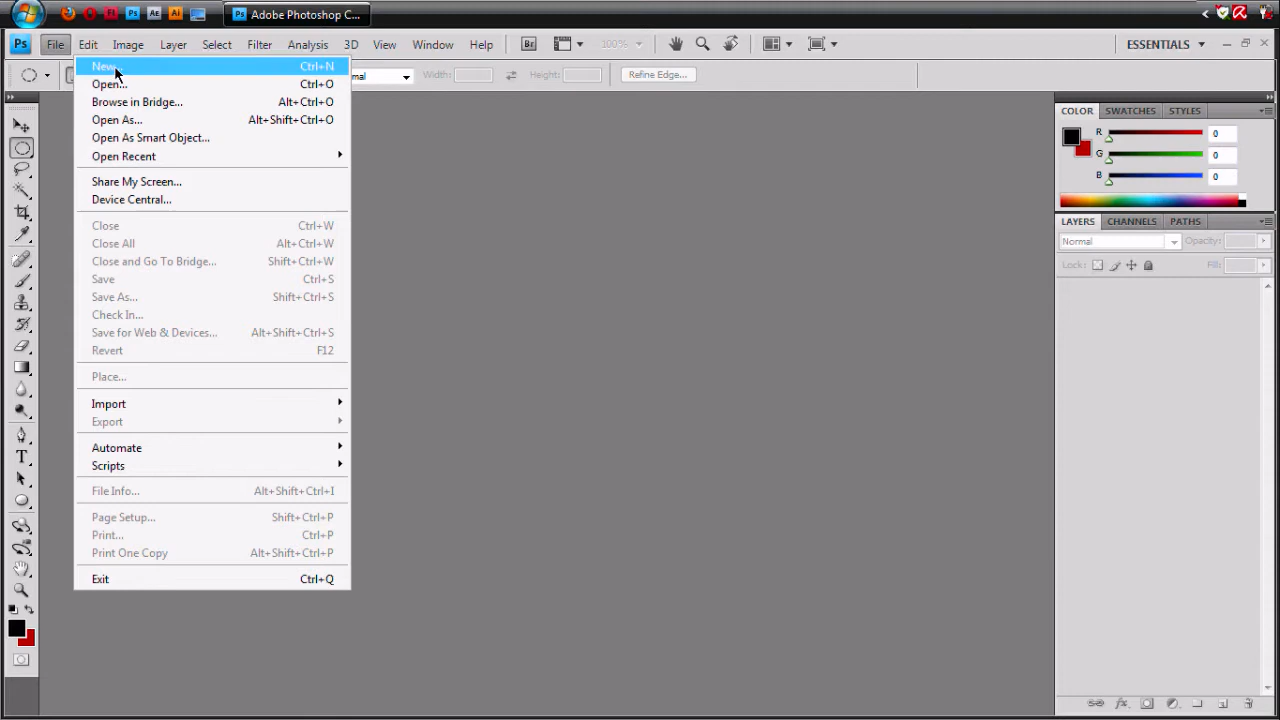 Adobe Photoshop C...
Ps File Edit Image Layer Select Filter Analysis 3D View Window Help Br 100% ESSENTIALS
Width: Height: Refine Edge...
New... Ctrl+N
Open... Ctrl+O
Browse in Bridge... Alt+Ctrl+O
Open As... Alt+Shift+Ctrl+O
Open As Smart Object...
Open Recent
Share My Screen...
Device Central...
Close Ctrl+W
Close All Alt+Ctrl+W
Close and Go To Bridge... Shift+Ctrl+W
Save Ctrl+S
Save As... Shift+Ctrl+S
Check In...
Save for Web & Devices... Alt+Shift+Ctrl+S
Revert F12
Place...
Import
Export
Automate
Scripts
File Info... Alt+Shift+Ctrl+I
Page Setup... Shift+Ctrl+P
Print... Ctrl+P
Print One Copy Alt+Shift+Ctrl+P
Exit Ctrl+Q
COLOR SWATCHES STYLES
R 0
G 0
B 0
LAYERS CHANNELS PATHS
Normal Opacity:
Lock: Fill: